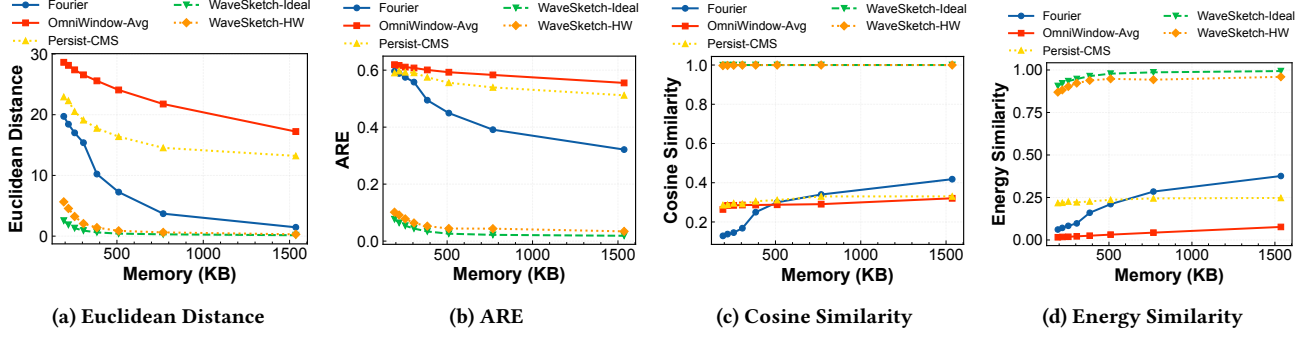 Fourier
OmniWindow-Avg
Persist-CMS
WaveSketch-Ideal
WaveSketch-HW
30
20
10
0
Euclidean Distance
500
1000
1500
Memory (KB)
(a) Euclidean Distance
Fourier
OmniWindow-Avg
Persist-CMS
WaveSketch-Ideal
WaveSketch-HW
0.6
0.4
0.2
0.0
ARE
500
1000
1500
Memory (KB)
(b) ARE
Fourier
OmniWindow-Avg
Persist-CMS
WaveSketch-Ideal
WaveSketch-HW
1.0
0.8
0.6
0.4
0.2
Cosine Similarity
500
1000
1500
Memory (KB)
(c) Cosine Similarity
Fourier
OmniWindow-Avg
Persist-CMS
WaveSketch-Ideal
WaveSketch-HW
1.00
0.75
0.50
0.25
0.00
Energy Similarity
500
1000
1500
Memory (KB)
(d) Energy Similarity